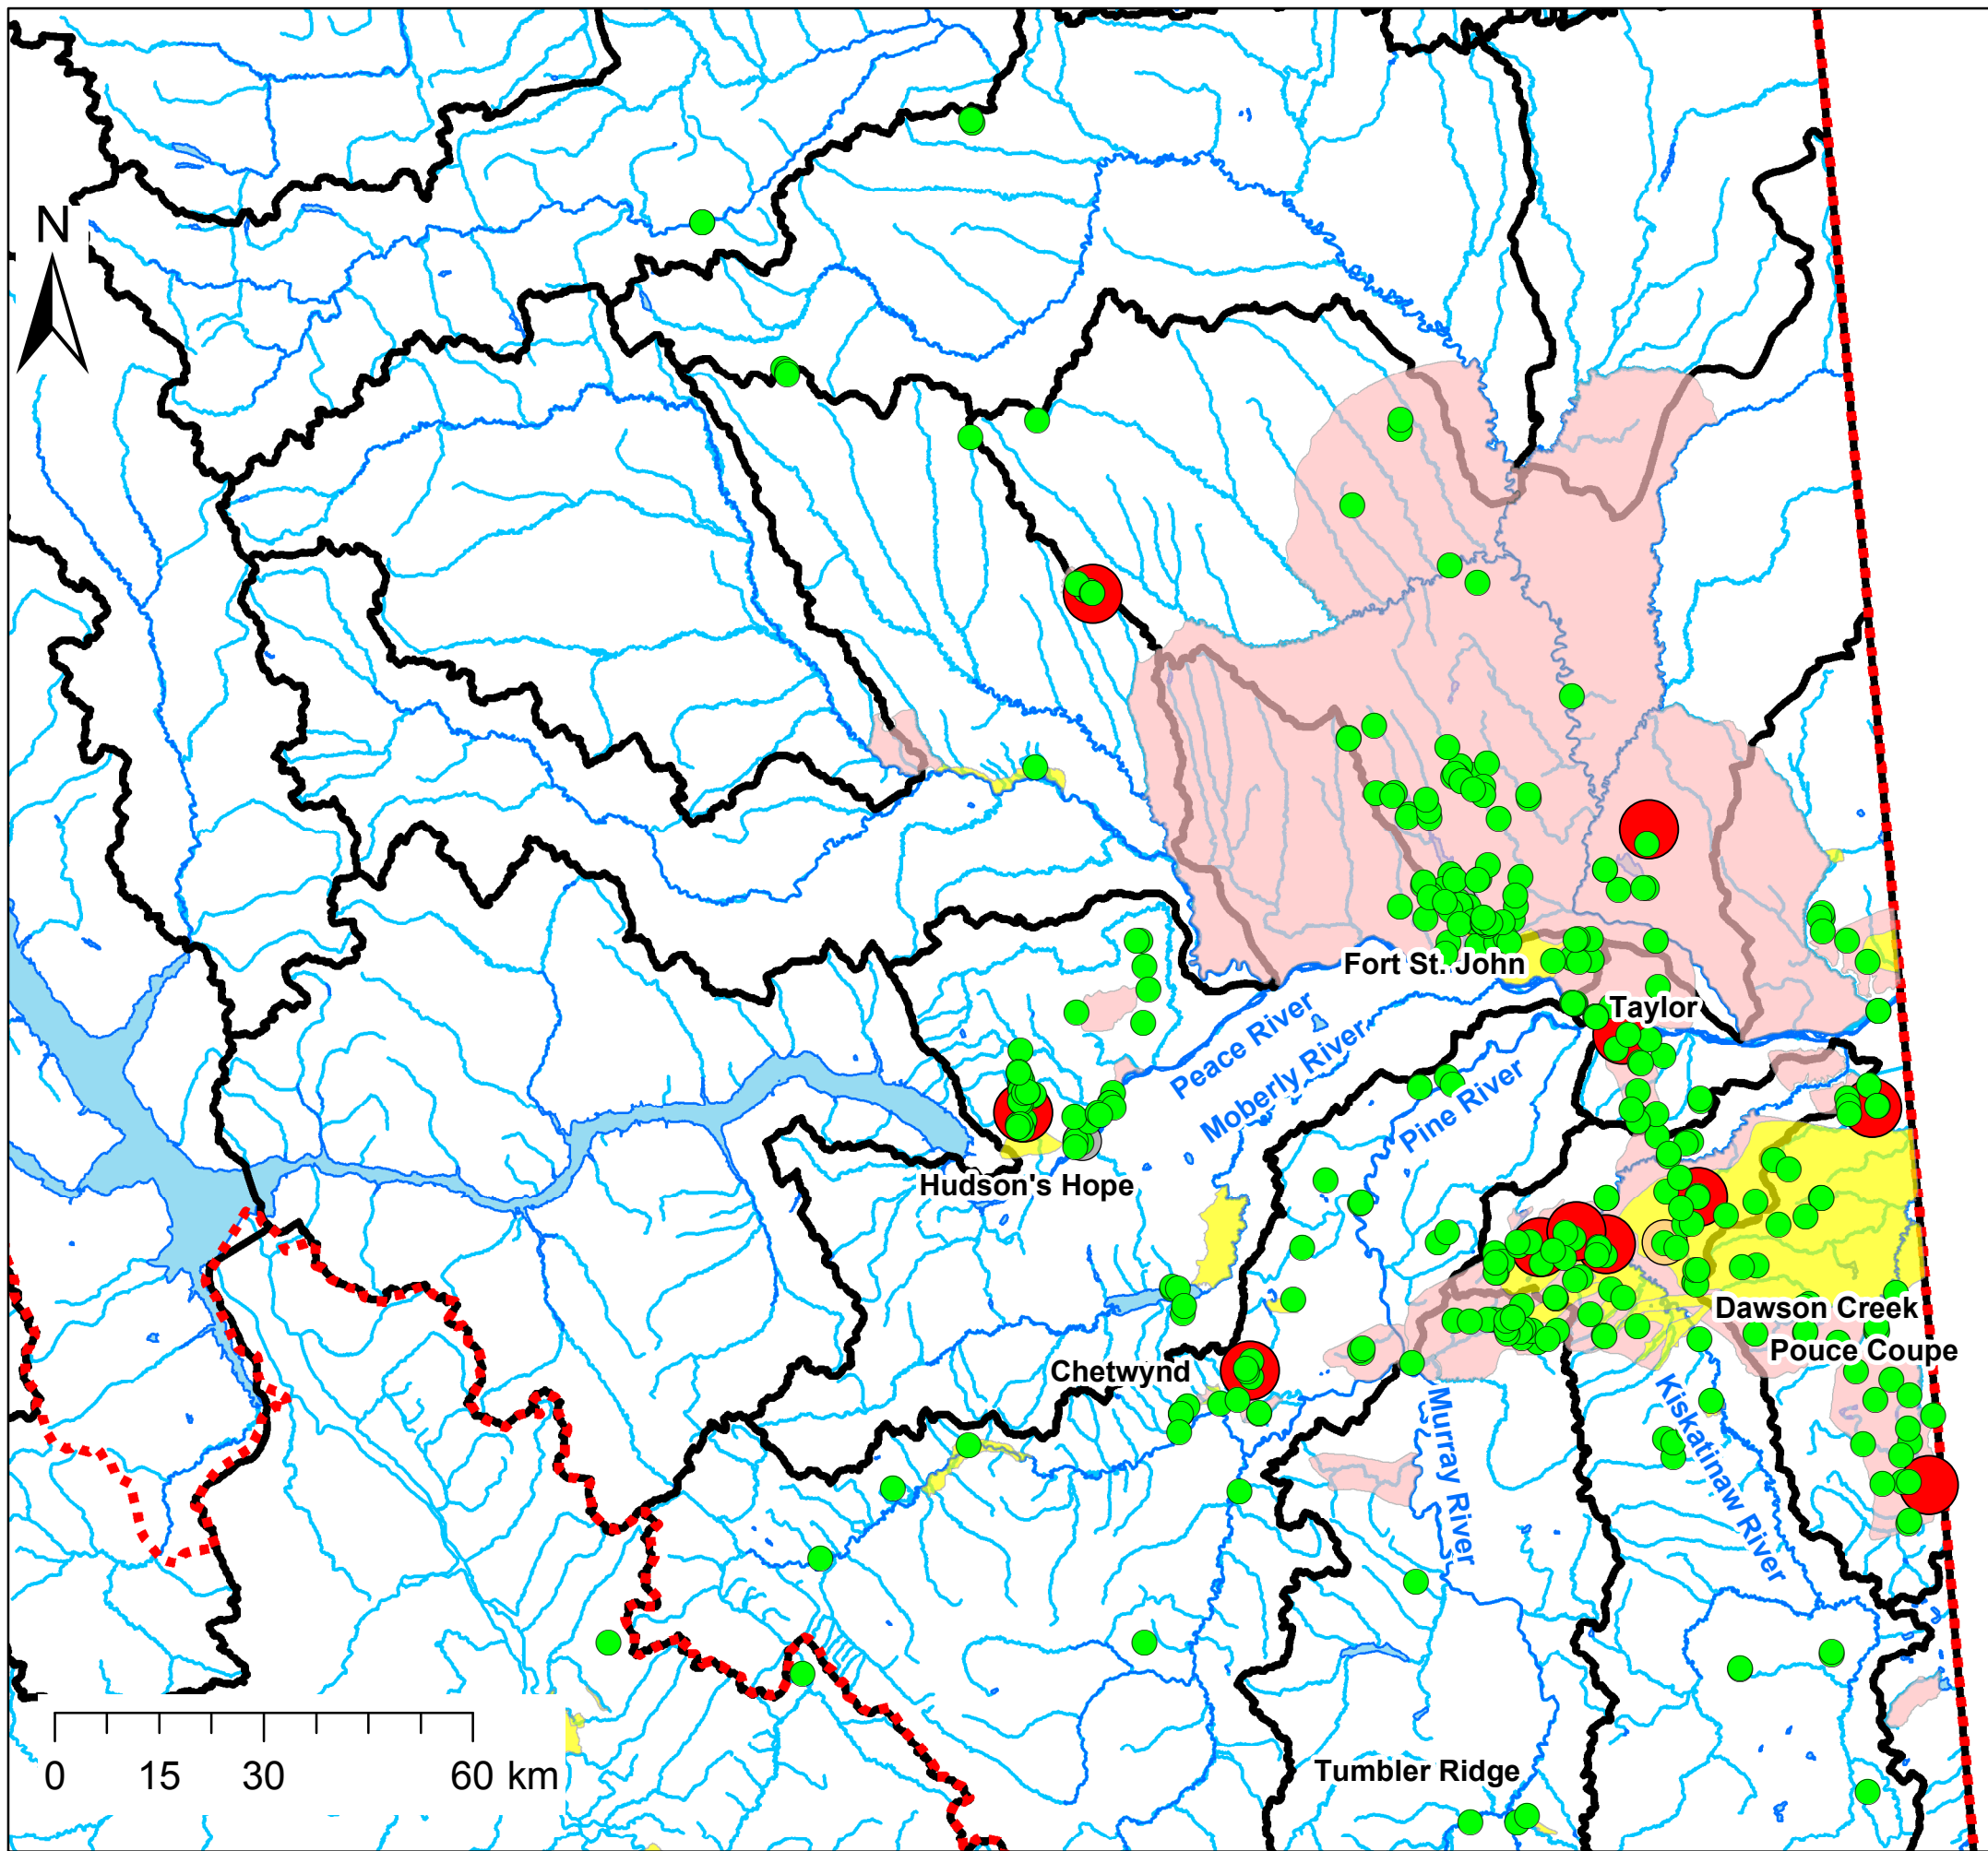 N
Fort St. John
Taylor
Peace River
Moberly River
Pine River
Hudson's Hope
Dawson Creek
Pouce Coupe
Chetwynd
Murray River
Kiskatinaw River
Tumbler Ridge
0 15 30 60 km